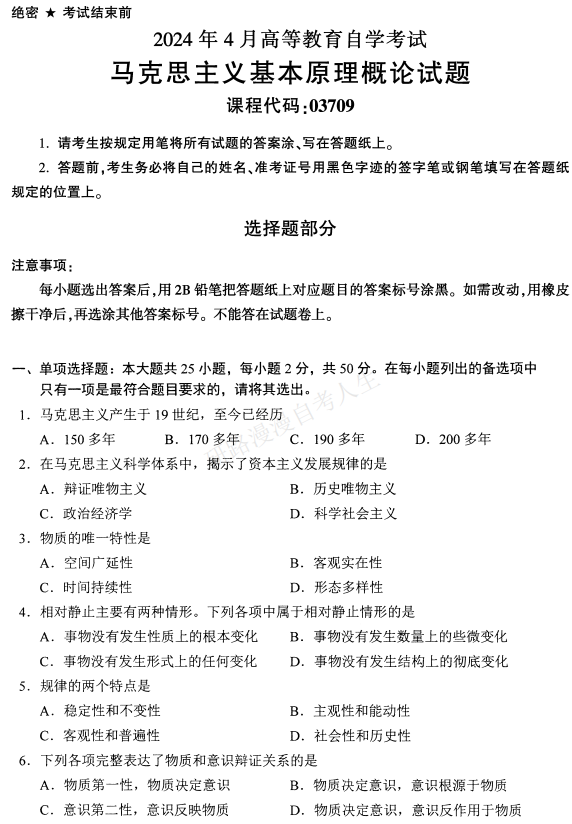 绝密 ★ 考试结束前
2024 年 4 月高等教育自学考试
马克思主义基本原理概论试题
课程代码:03709
1. 请考生按规定用笔将所有试题的答案涂、写在答题纸上。
2. 答题前,考生务必将自己的姓名、准考证号用黑色字迹的签字笔或钢笔填写在答题纸
规定的位置上。
选择题部分
注意事项:
每小题选出答案后,用 2B 铅笔把答题纸上对应题目的答案标号涂黑。如需改动,用橡皮
擦干净后,再选涂其他答案标号。不能答在试题卷上。
一、单项选择题：本大题共 25 小题，每小题 2 分，共 50 分。在每小题列出的备选项中
只有一项是最符合题目要求的，请将其选出。
1．马克思主义产生于 19 世纪，至今已经历
A．150 多年 B．170 多年 C．190 多年 D．200 多年
2．在马克思主义科学体系中，揭示了资本主义发展规律的是
A．辩证唯物主义 B．历史唯物主义
C．政治经济学 D．科学社会主义
3．物质的唯一特性是
A．空间广延性 B．客观实在性
C．时间持续性 D．形态多样性
4．相对静止主要有两种情形。下列各项中属于相对静止情形的是
A．事物没有发生性质上的根本变化 B．事物没有发生数量上的些微变化
C．事物没有发生形式上的任何变化 D．事物没有发生结构上的彻底变化
5．规律的两个特点是
A．稳定性和不变性 B．主观性和能动性
C．客观性和普遍性 D．社会性和历史性
6．下列各项完整表达了物质和意识辩证关系的是
A．物质第一性，物质决定意识 B．物质决定意识，意识根源于物质
C．意识第二性，意识反映物质 D．物质决定意识，意识反作用于物质